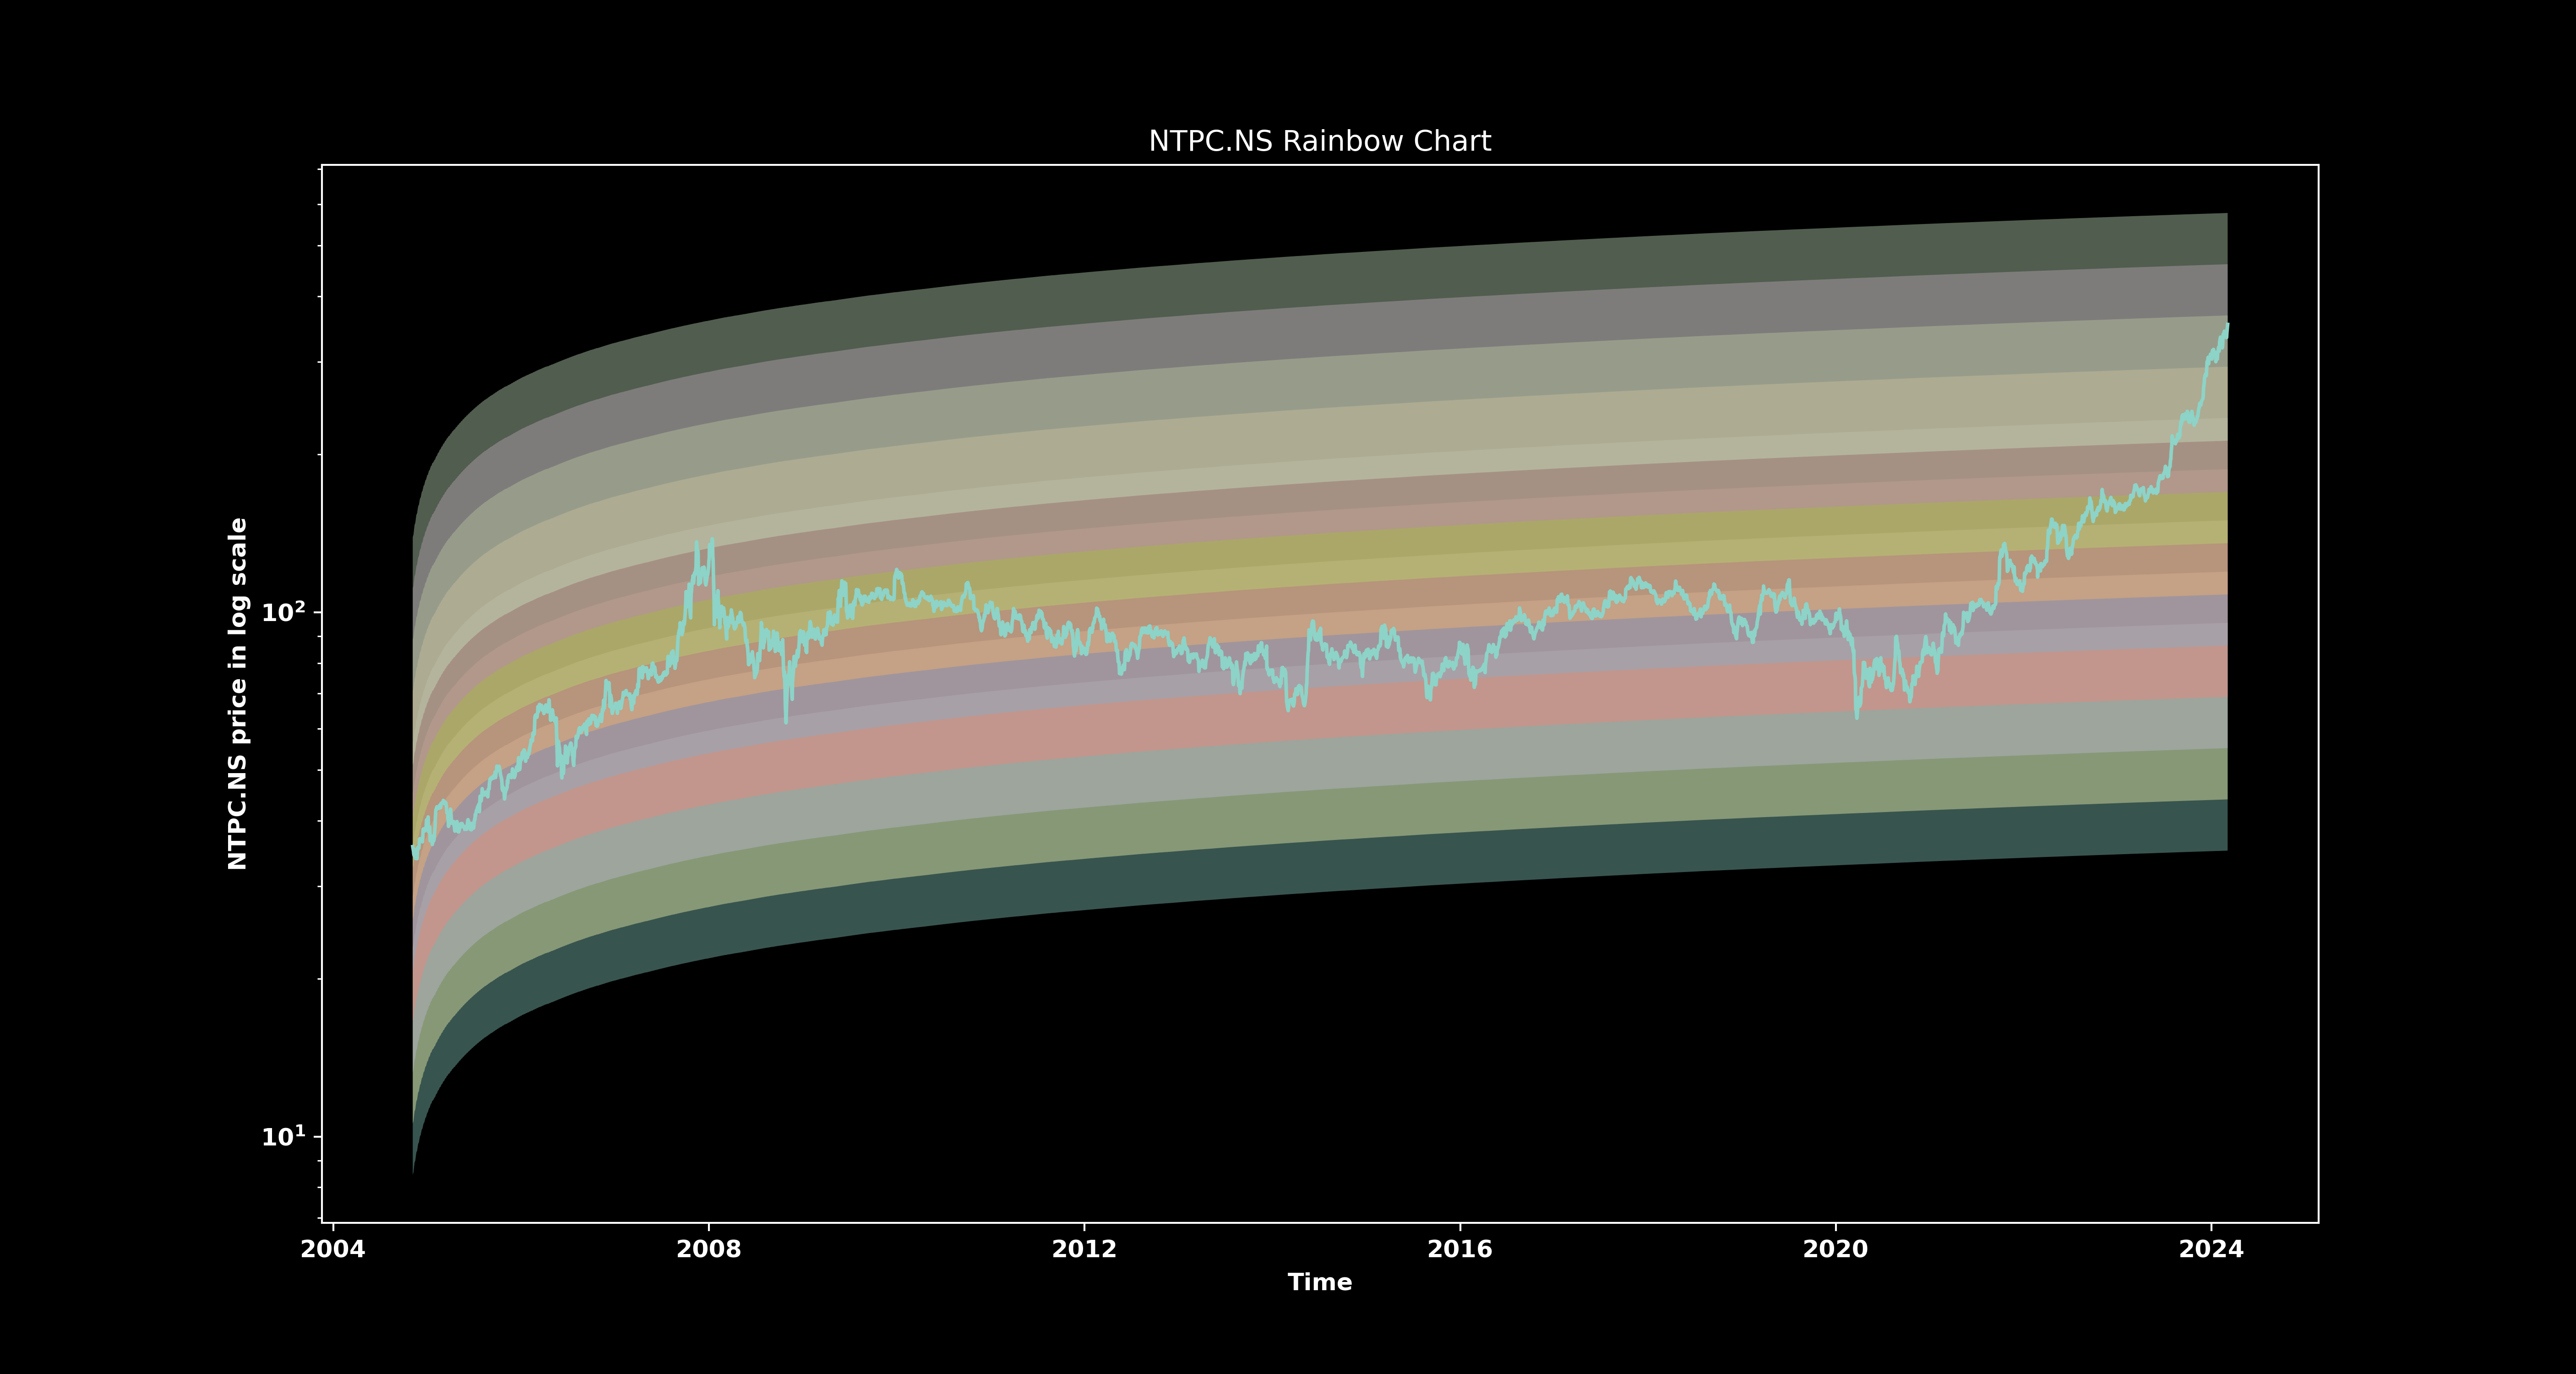 NTPC.NS Rainbow Chart
NTPC.NS price in log scale
10²
10¹
2004 2008 2012 2016 2020 2024
Time